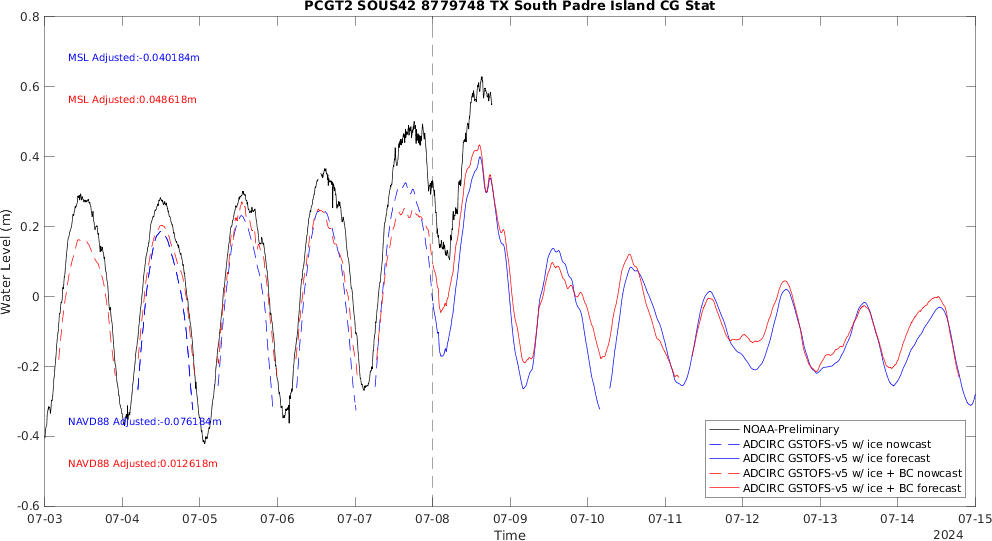 PCGT2 SOUS42 8779748 TX South Padre Island CG Stat
0.8
0.6
0.4
0.2
0
-0.2
-0.4
-0.6
Water Level (m)
MSL Adjusted:-0.040184m
MSL Adjusted:0.048618m
NAVD88 Adjusted:-0.076184m
NAVD88 Adjusted:0.012618m
NOAA-Preliminary
ADCIRC GSTOFS-v5 w/ ice nowcast
ADCIRC GSTOFS-v5 w/ ice forecast
ADCIRC GSTOFS-v5 w/ ice + BC nowcast
ADCIRC GSTOFS-v5 w/ ice + BC forecast
07-03 07-04 07-05 07-06 07-07 07-08 07-09 07-10 07-11 07-12 07-13 07-14 07-15
Time
2024